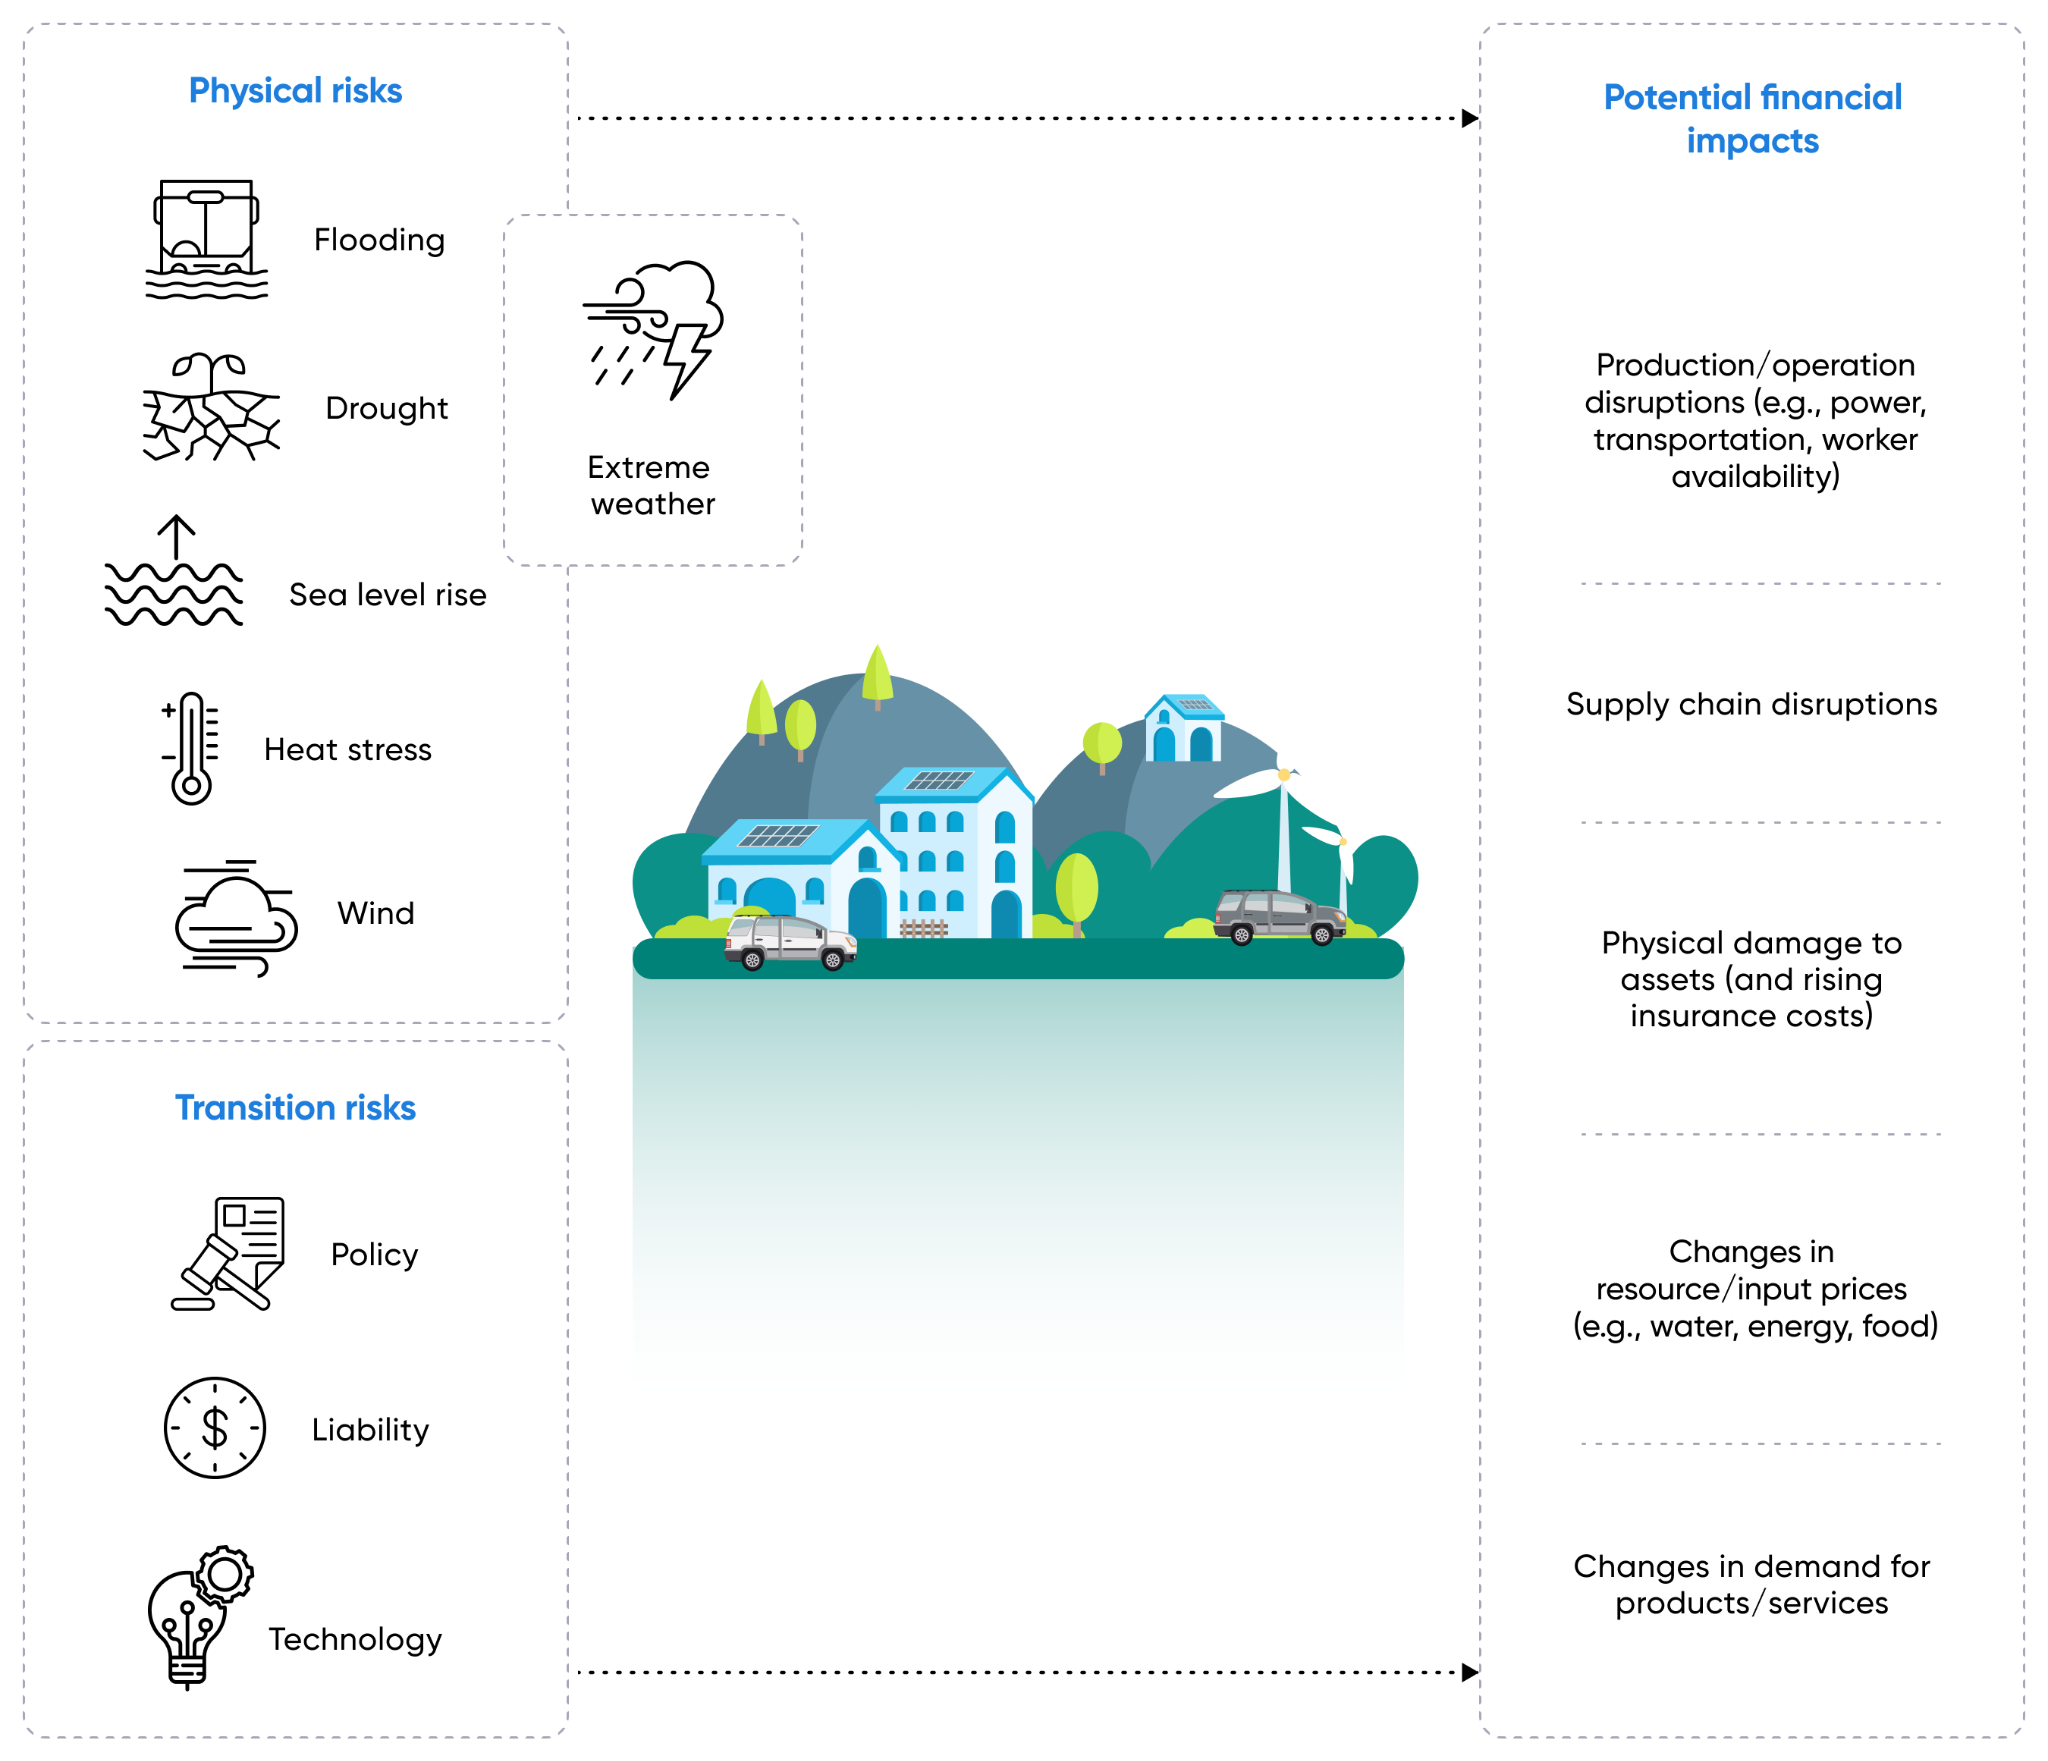 Physical risks
Flooding
Drought
Sea level rise
Heat stress
Wind
Extreme
weather
Transition risks
Policy
Liability
$
Technology
Potential financial
impacts
Production/operation
disruptions (e.g., power,
transportation, worker
availability)
Supply chain disruptions
Physical damage to
assets (and rising
insurance costs)
Changes in
resource/input prices
(e.g., water, energy, food)
Changes in demand for
products/services